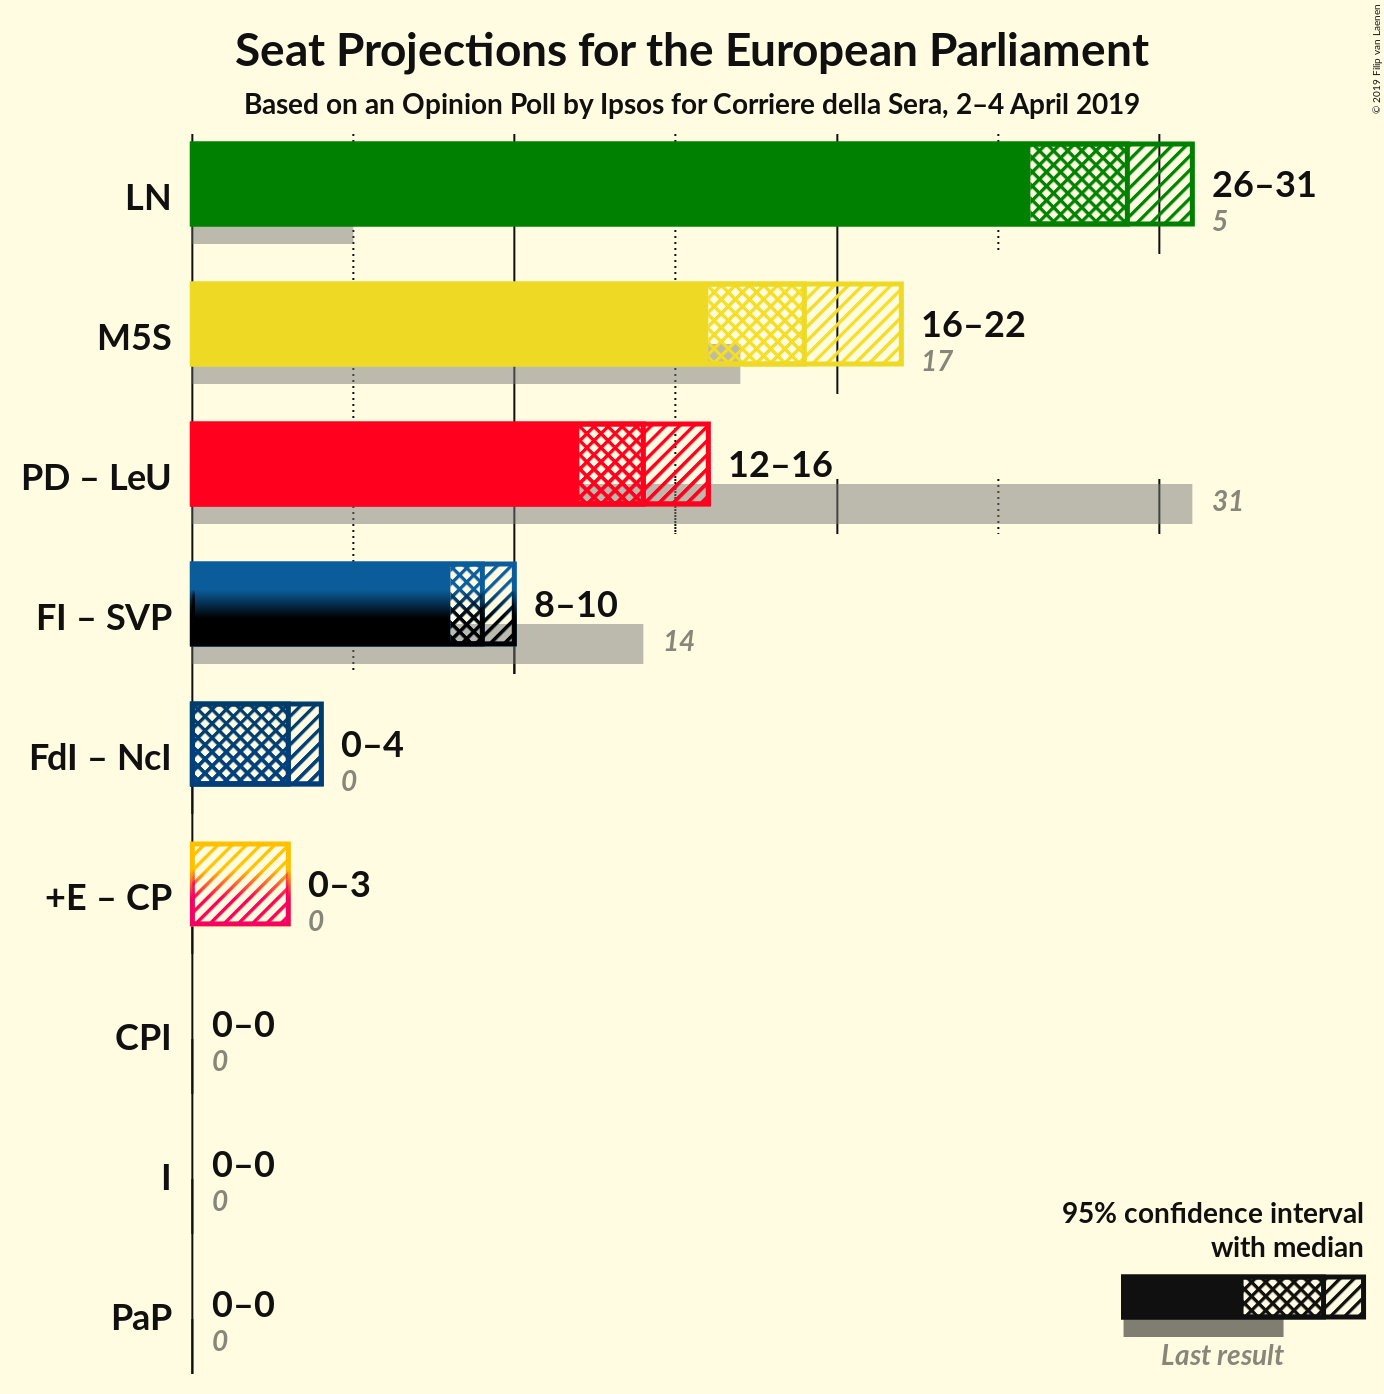 Seat Projections for the European Parliament
Based on an Opinion Poll by Ipsos for Corriere della Sera, 2–4 April 2019
© 2019 Filip van Laenen
LN
26–31
5
M5S
16–22
17
PD – LeU
12–16
31
FI – SVP
8–10
14
FdI – NcI
0–4
0
+E – CP
0–3
0
CPI
0–0
0
I
0–0
0
PaP
0–0
0
95% confidence interval
with median
Last result